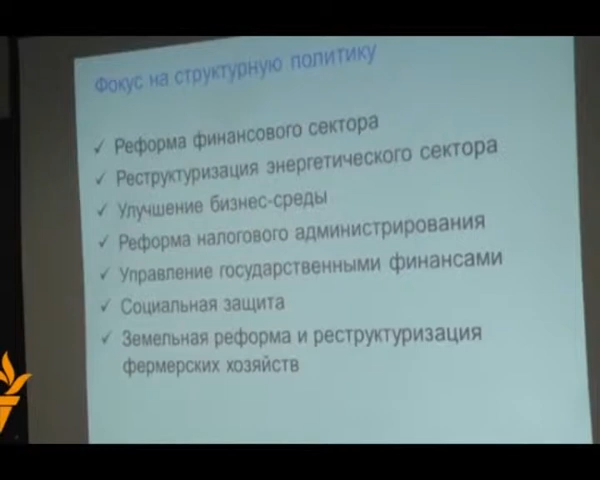 Фокус на структурную политику
✓ Реформа финансового сектора
✓ Реструктуризация энергетического сектора
✓ Улучшение бизнес-среды
✓ Реформа налогового администрирования
✓ Управление государственными финансами
✓ Социальная защита
✓ Земельная реформа и реструктуризация
фермерских хозяйств